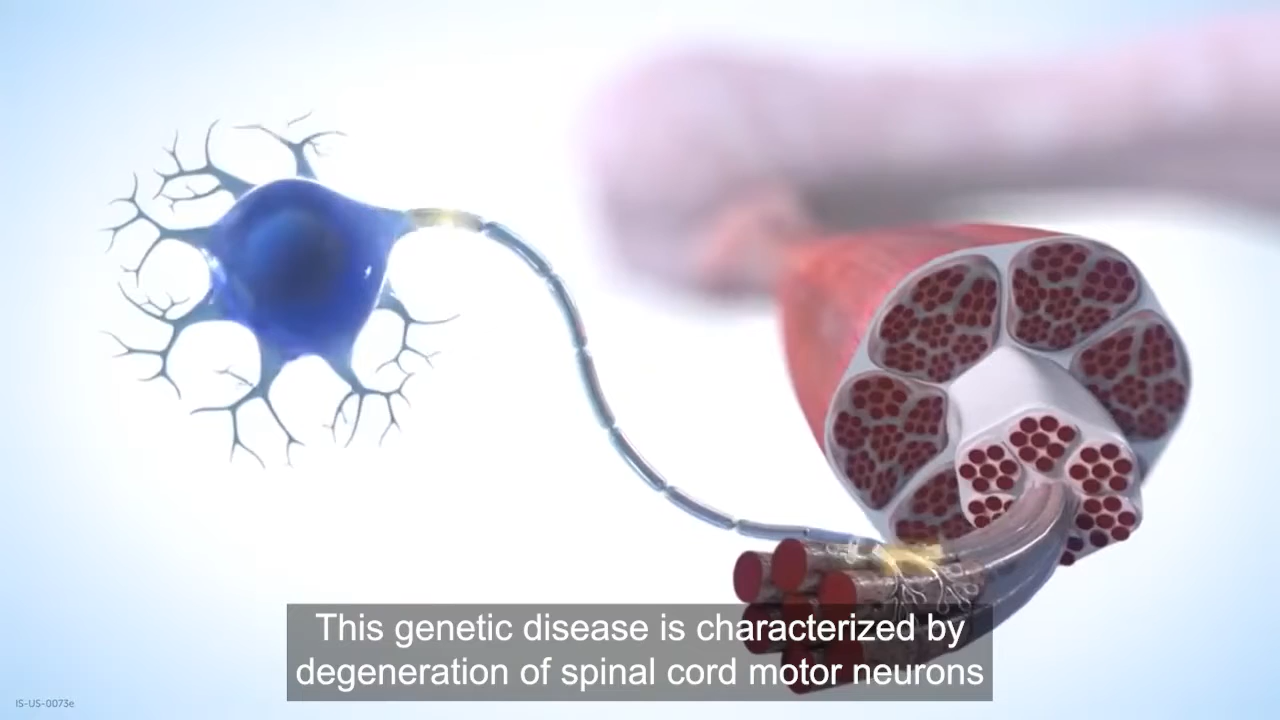 This genetic disease is characterized by
degeneration of spinal cord motor neurons
IS-US-0073e